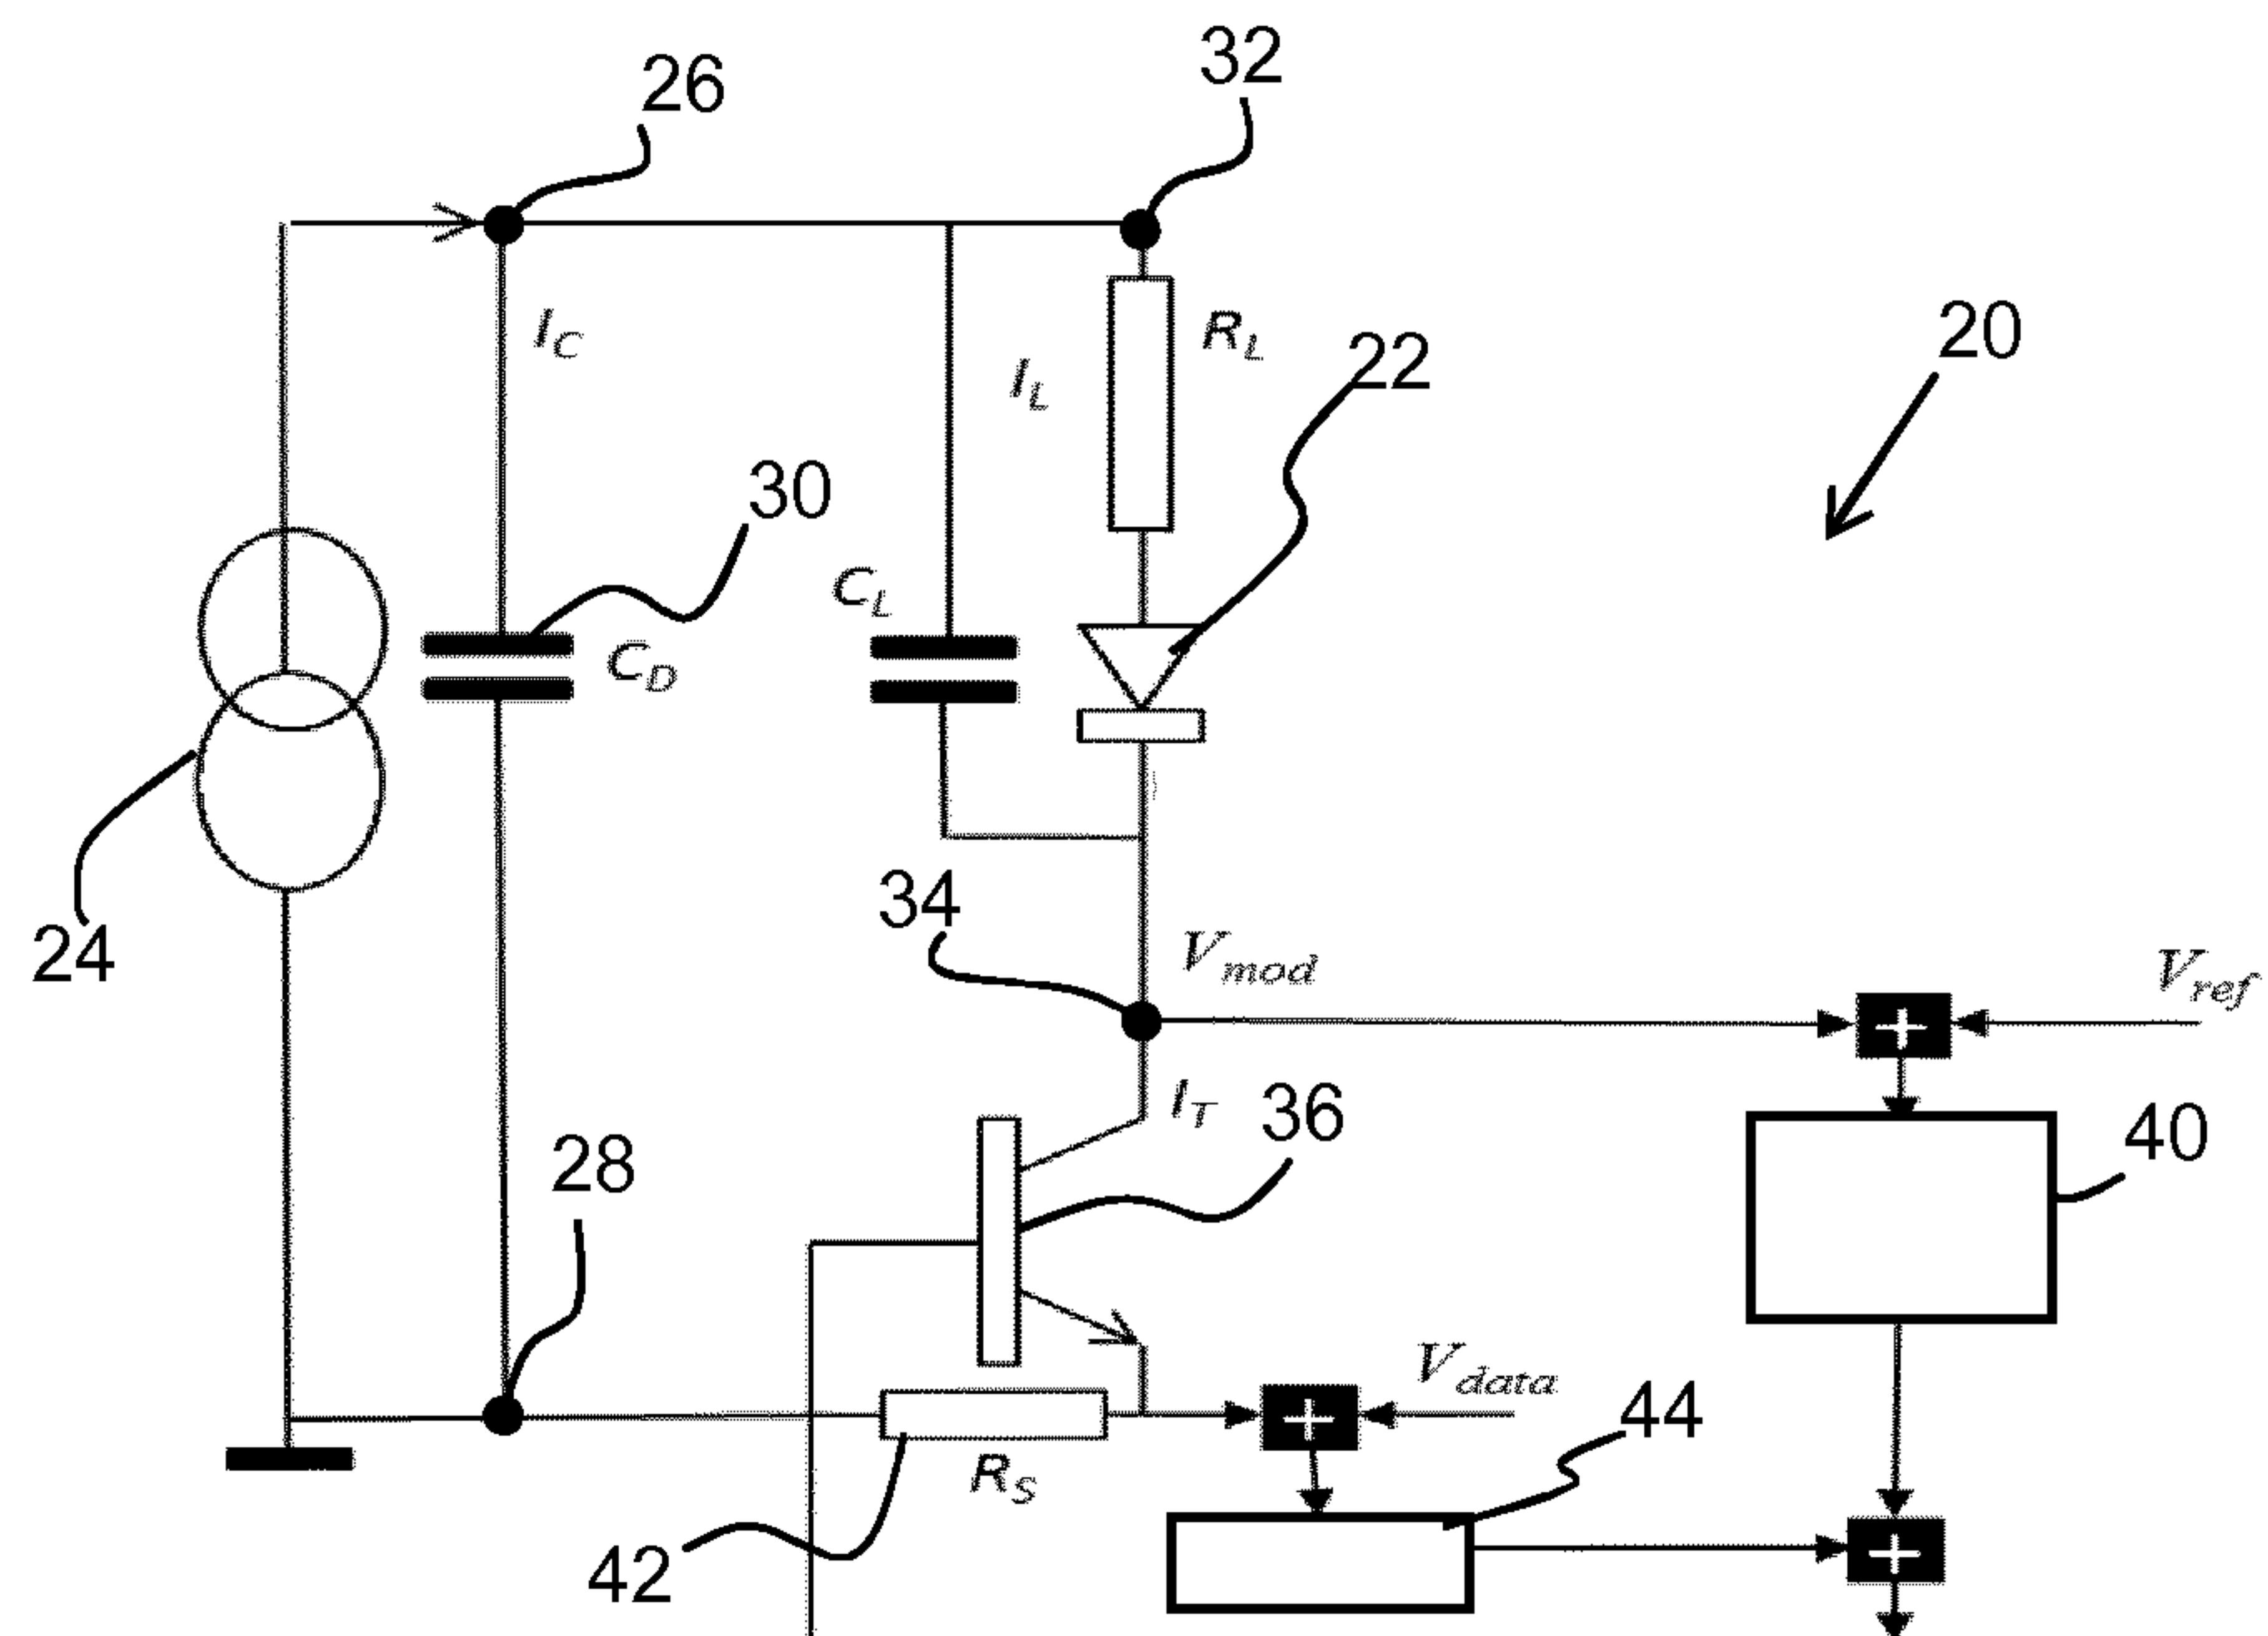 32
26
20
I_C
R_L
I_L
22
30
C_L
C_D
34
24
V_mod
V_ref
I_T
36
40
28
V_data
44
R_S
42